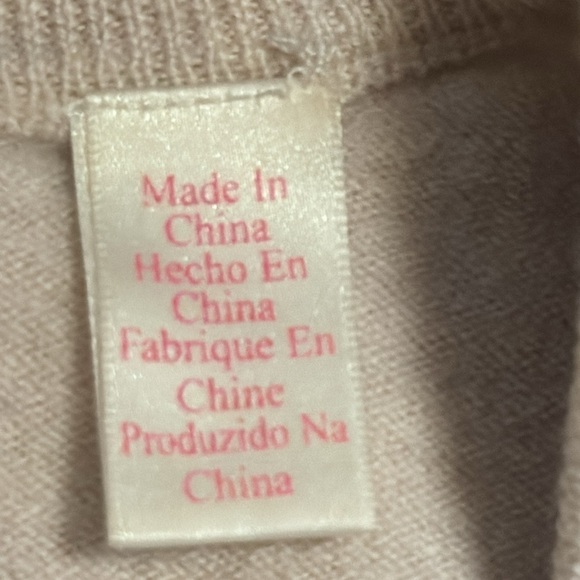 Made In
China
Hecho En
China
Fabrique En
Chine
Produzido Na
China